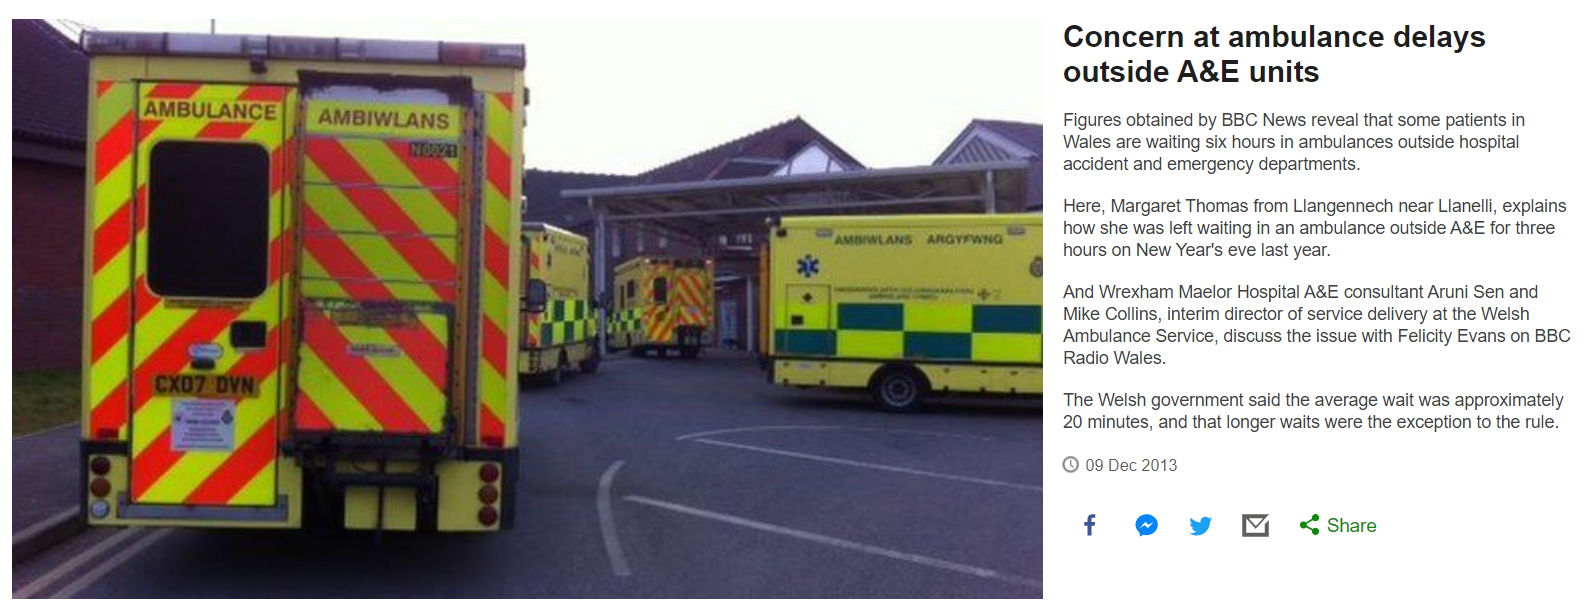 AMBULANCE
AMBIWLANS
N0021
CX07 DVN
AMBIWLANS ARGYFWNG
Concern at ambulance delays
outside A&E units
Figures obtained by BBC News reveal that some patients in
Wales are waiting six hours in ambulances outside hospital
accident and emergency departments.
Here, Margaret Thomas from Llangennech near Llanelli, explains
how she was left waiting in an ambulance outside A&E for three
hours on New Year's eve last year.
And Wrexham Maelor Hospital A&E consultant Aruni Sen and
Mike Collins, interim director of service delivery at the Welsh
Ambulance Service, discuss the issue with Felicity Evans on BBC
Radio Wales.
The Welsh government said the average wait was approximately
20 minutes, and that longer waits were the exception to the rule.
09 Dec 2013
Share